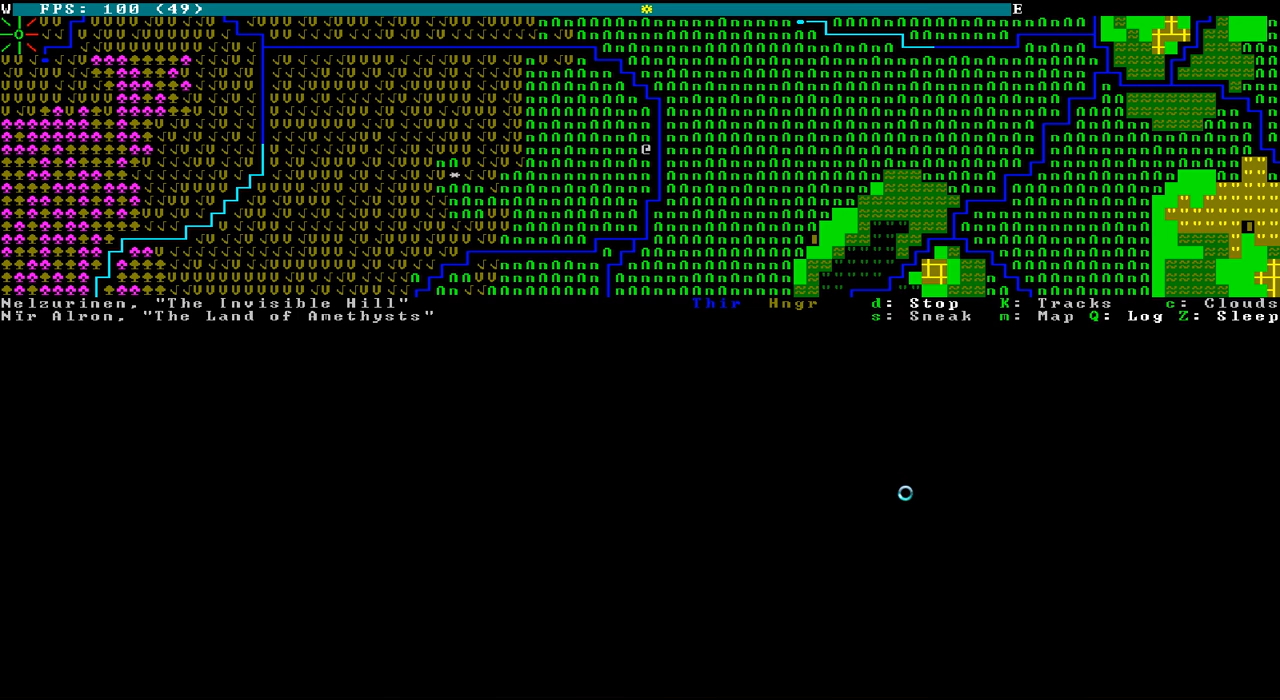 W FPS: 100 (49) E
Nelzurinen, "The Invisible Hill" Thir Hngr d: Stop K: Tracks c: Clouds
Nïr Alron, "The Land of Amethysts" s: Sneak m: Map Q: Log Z: Sleep